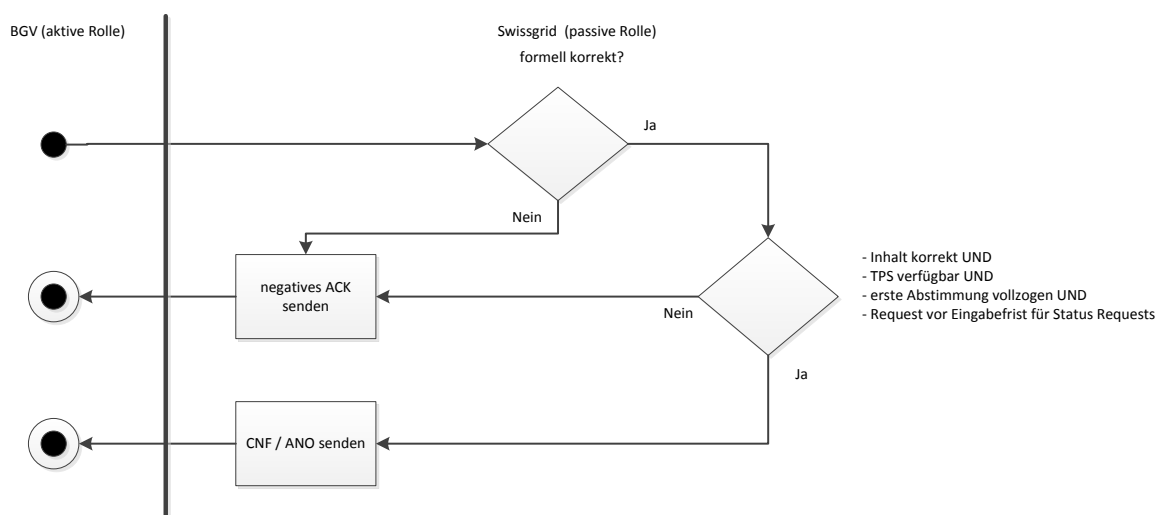 BGV (aktive Rolle)
Swissgrid  (passive Rolle)
formell korrekt?
Ja
Nein
- Inhalt korrekt UND
- TPS verfügbar UND
- erste Abstimmung vollzogen UND
- Request vor Eingabefrist für Status Requests
negatives ACK
senden
Nein
Ja
CNF / ANO senden